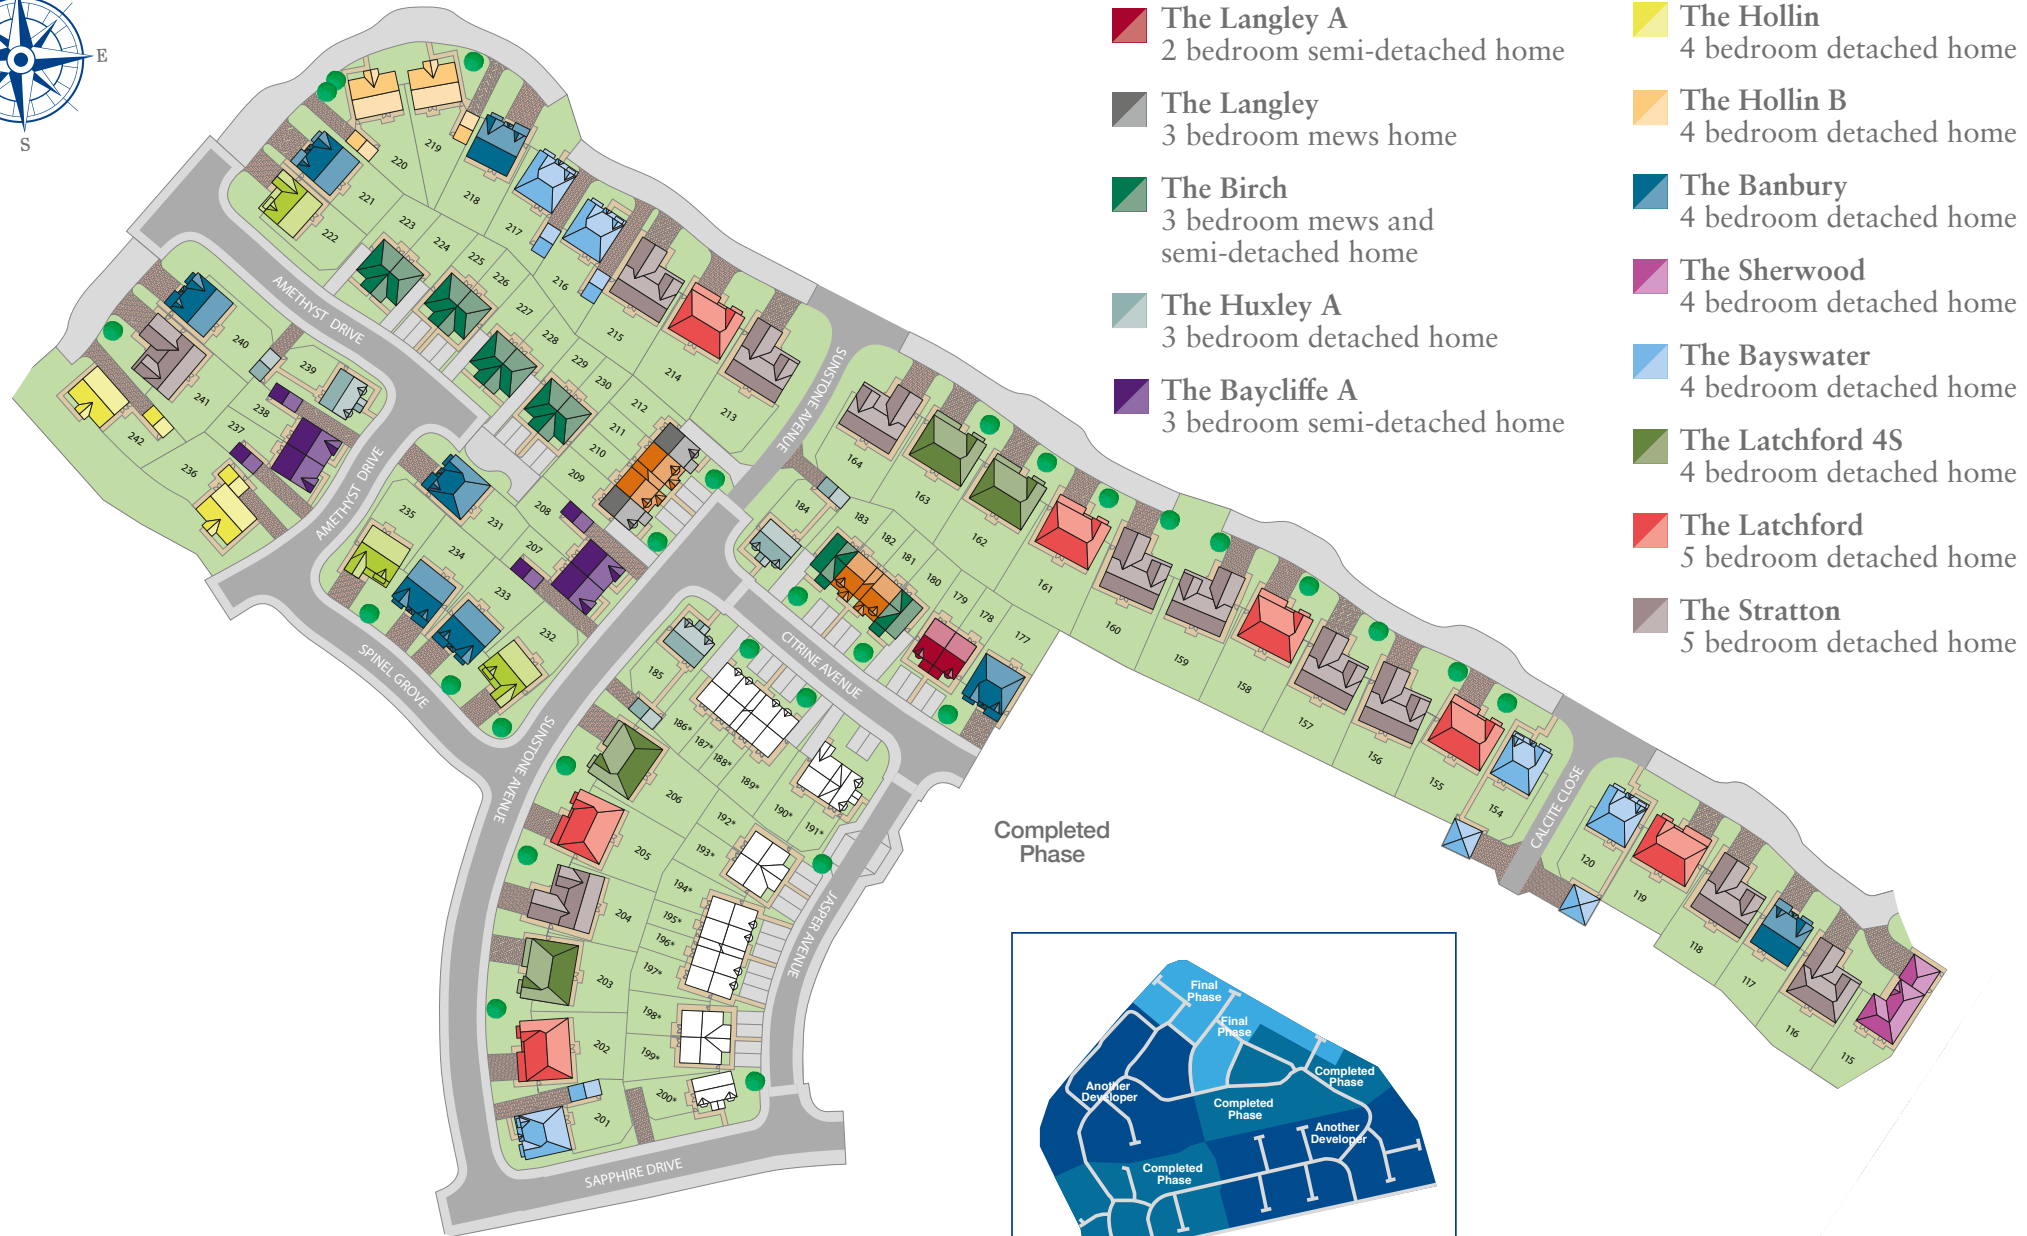 E
S
The Langley A
2 bedroom semi-detached home
The Langley
3 bedroom mews home
The Birch
3 bedroom mews and
semi-detached home
The Huxley A
3 bedroom detached home
The Baycliffe A
3 bedroom semi-detached home
The Hollin
4 bedroom detached home
The Hollin B
4 bedroom detached home
The Banbury
4 bedroom detached home
The Sherwood
4 bedroom detached home
The Bayswater
4 bedroom detached home
The Latchford 4S
4 bedroom detached home
The Latchford
5 bedroom detached home
The Stratton
5 bedroom detached home
220
219
221
218
222
223
217
224
225
226
216
227
228
215
229
230
214
212
213
211
210
209
208
207
AMETHYST DRIVE
240
239
241
238
237
242
236
AMETHYST DRIVE
235
231
234
233
232
SPINEL GROVE
SUNSTONE AVENUE
SUNSTONE AVENUE
164
163
162
161
160
159
158
157
156
155
154
184
183
182
181
180
179
178
177
CITRINE AVENUE
185
186*
187*
188*
189*
190*
191*
192*
193*
194*
195*
196*
197*
198*
199*
200*
206
205
204
203
202
201
JASPER AVENUE
SAPPHIRE DRIVE
CALCITE CLOSE
120
119
118
117
116
115
Completed
Phase
Final
Phase
Final
Phase
Another
Developer
Completed
Phase
Completed
Phase
Another
Developer
Completed
Phase